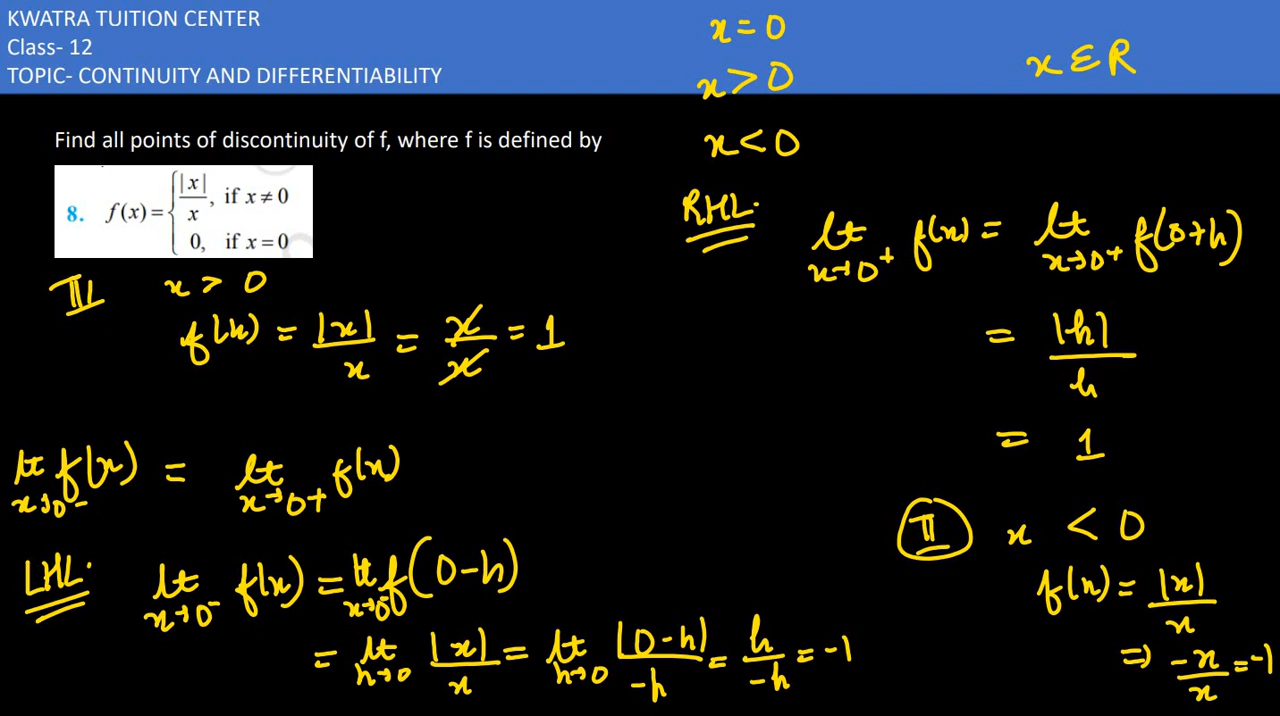 KWATRA TUITION CENTER
Class- 12
TOPIC- CONTINUITY AND DIFFERENTIABILITY
x = 0
x > 0
x < 0
x ε R
Find all points of discontinuity of f, where f is defined by
8. f(x) = { |x|/x, if x ≠ 0
0, if x = 0
II x > 0
f(x) = |x|/x = x/x = 1
RHL. lt x→0+ f(x) = lt x→0+ f(0+h)
= |h|/h
= 1
lt x→0- f(x) = lt x→0+ f(x)
LHL. lt x→0- f(x) = lt x→0- f(0-h)
= lt h→0 |x|/x = lt h→0 |0-h|/-h = h/-h = -1
II x < 0
f(x) = |x|/x
⇒ -x/x = -1